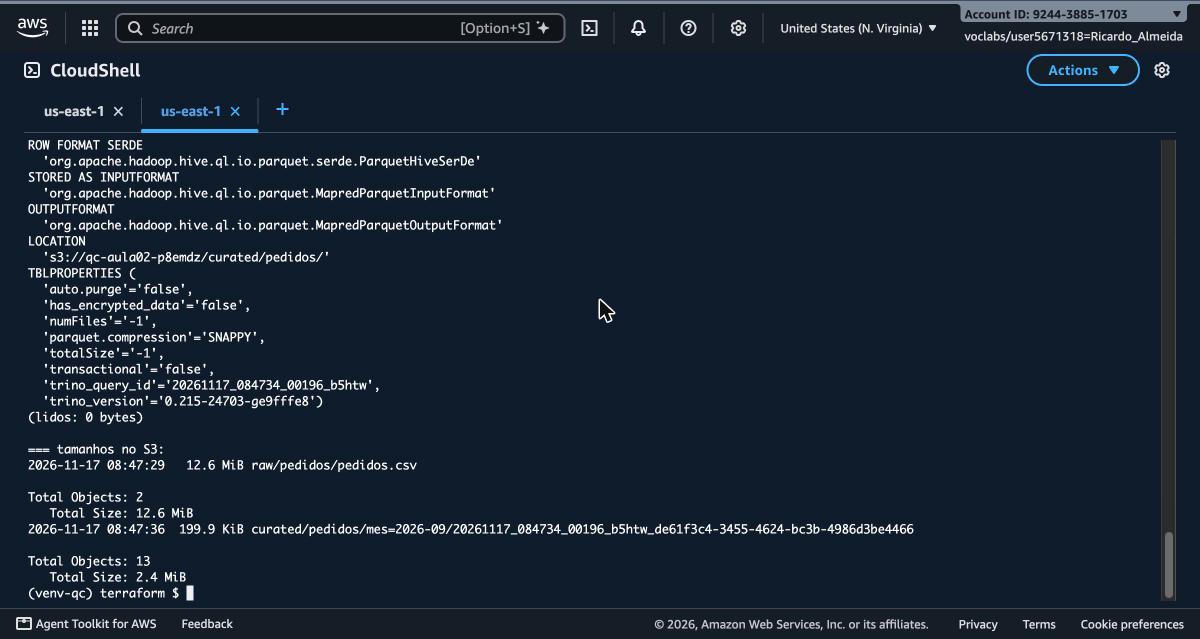 aws
Search
[Option+S]
United States (N. Virginia)
Account ID: 9244-3885-1703
voclabs/user5671318=Ricardo_Almeida
CloudShell
Actions
us-east-1
us-east-1
ROW FORMAT SERDE
'org.apache.hadoop.hive.ql.io.parquet.serde.ParquetHiveSerDe'
STORED AS INPUTFORMAT
'org.apache.hadoop.hive.ql.io.parquet.MapredParquetInputFormat'
OUTPUTFORMAT
'org.apache.hadoop.hive.ql.io.parquet.MapredParquetOutputFormat'
LOCATION
's3://qc-aula02-p8emdz/curated/pedidos/'
TBLPROPERTIES (
'auto.purge'='false',
'has_encrypted_data'='false',
'numFiles'='-1',
'parquet.compression'='SNAPPY',
'totalSize'='-1',
'transactional'='false',
'trino_query_id'='20261117_084734_00196_b5htw',
'trino_version'='0.215-24703-ge9fffe8')
(lidos: 0 bytes)
=== tamanhos no S3:
2026-11-17 08:47:29   12.6 MiB raw/pedidos/pedidos.csv
Total Objects: 2
Total Size: 12.6 MiB
2026-11-17 08:47:36  199.9 KiB curated/pedidos/mes=2026-09/20261117_084734_00196_b5htw_de61f3c4-3455-4624-bc3b-4986d3be4466
Total Objects: 13
Total Size: 2.4 MiB
(venv-qc) terraform $
Agent Toolkit for AWS
Feedback
© 2026, Amazon Web Services, Inc. or its affiliates.
Privacy
Terms
Cookie preferences